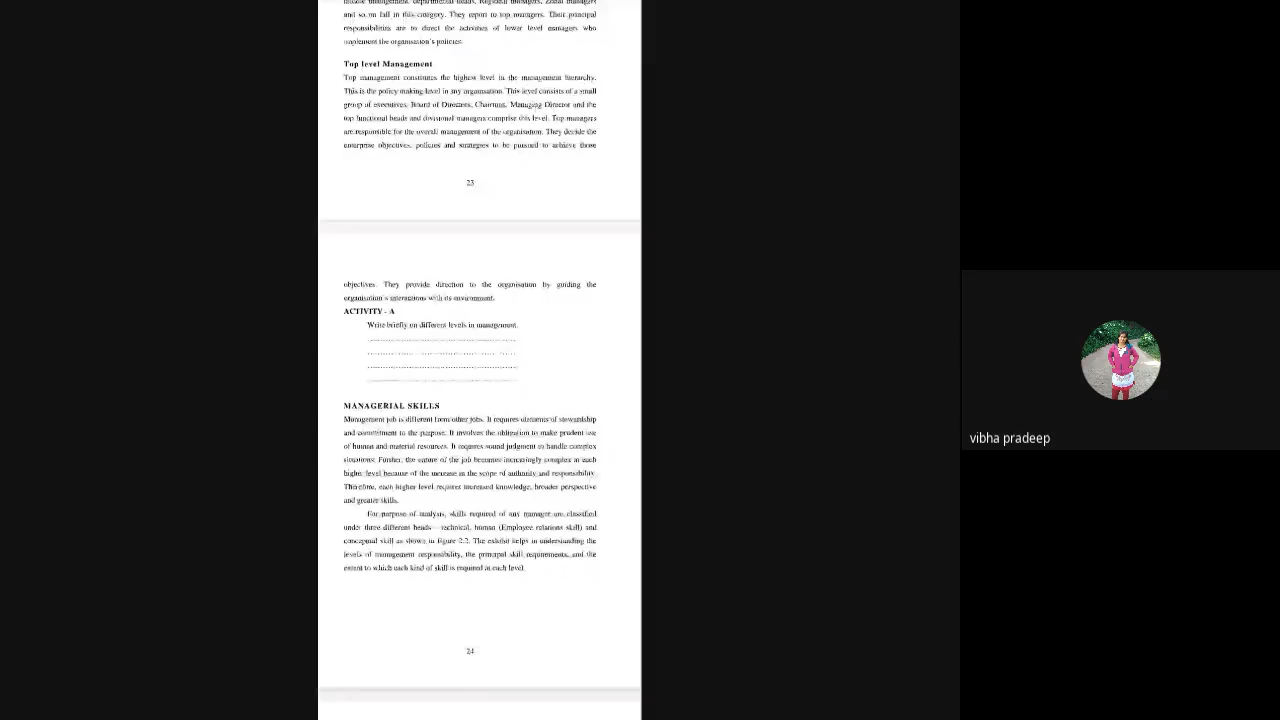 middle management, departmental heads, Regional managers, Zonal managers
and so on fall in this category. They report to top managers. Their principal
responsibilities are to direct the activities of lower level managers who
implement the organisation's policies.
Top level Management
Top management constitutes the highest level in the management hierarchy.
This is the policy making level in any organisation. This level consists of a small
group of executives. Board of Directors, Chairman, Managing Director and the
top functional heads and divisional managers comprise this level. Top managers
are responsible for the overall management of the organisation. They decide the
enterprise objectives, policies and strategies to be pursued to achieve those
23
objectives. They provide direction to the organisation by guiding the
organisation's interactions with its environment.
ACTIVITY - A
Write briefly on different levels in management.
MANAGERIAL SKILLS
Management job is different from other jobs. It requires elements of stewardship
and commitment to the purpose. It involves the obligation to make prudent use
of human and material resources. It requires sound judgment to handle complex
situations. Further, the nature of the job becomes increasingly complex at each
higher level because of the increase in the scope of authority and responsibility.
Therefore, each higher level requires increased knowledge, broader perspective
and greater skills.
For purpose of analysis, skills required of any manager are classified
under three different heads—technical, human (Employee relations skill) and
conceptual skill as shown in figure 2.2. The exhibit helps in understanding the
levels of management responsibility, the principal skill requirements, and the
extent to which each kind of skill is required at each level.
24
vibha pradeep